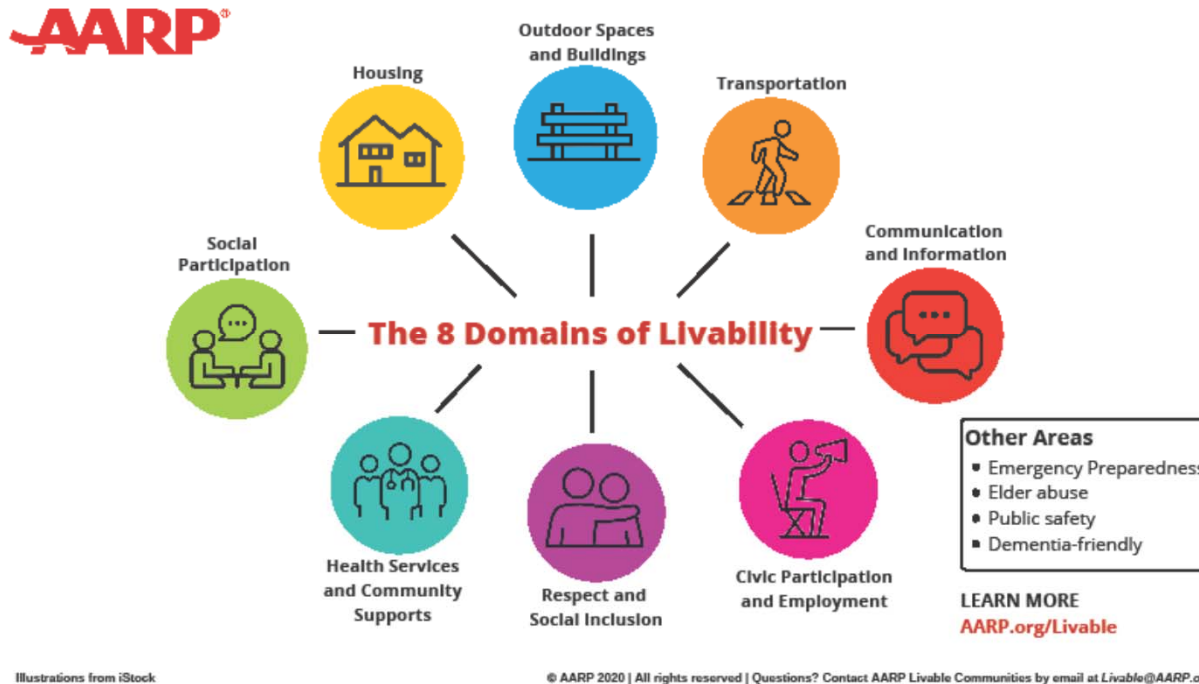 AARP®
Outdoor Spaces
and Buildings
Housing
Transportation
Communication
and Information
Social
Participation
The 8 Domains of Livability
Other Areas
• Emergency Preparedness
• Elder abuse
• Public safety
• Dementia-friendly
Health Services
and Community
Supports
Respect and
Social Inclusion
Civic Participation
and Employment
LEARN MORE
AARP.org/Livable
Illustrations from iStock
© AARP 2020 | All rights reserved | Questions? Contact AARP Livable Communities by email at Livable@AARP.o